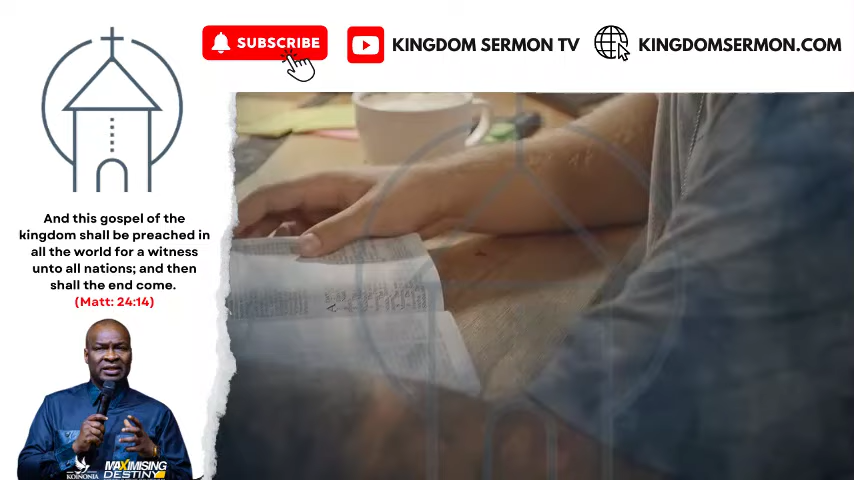 SUBSCRIBE
KINGDOM SERMON TV
KINGDOMSERMON.COM
And this gospel of the
kingdom shall be preached in
all the world for a witness
unto all nations; and then
shall the end come.
(Matt: 24:14)
KOINONIA
MAXIMISING
DESTINY